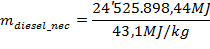 m_diesel_nec = 24'525.898,44MJ / 43,1MJ/kg